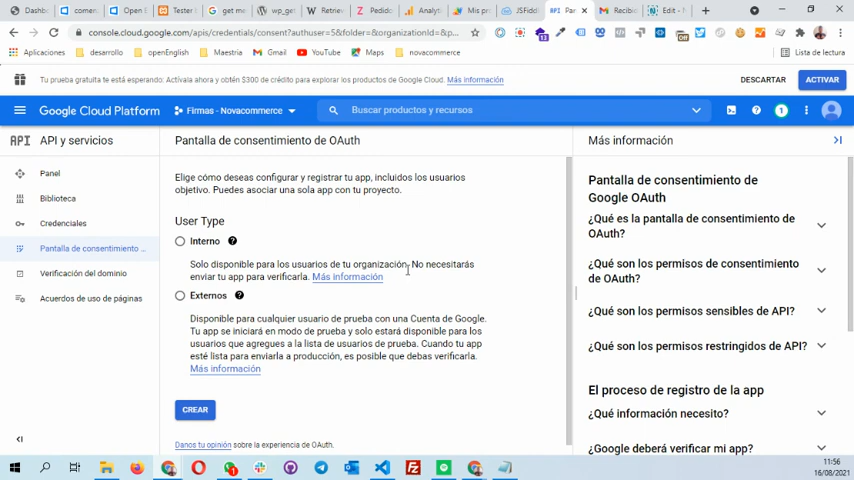 Dashb
comen
Open E
Tester
get me
wp_get
Retriev
Pedido
Analyt
Mis pr
JSFidd
API
Pan
Recibic
Edit -
console.cloud.google.com/apis/credentials/consent?authuser=5&folder=&organizationId=&p...
Aplicaciones
desarrollo
openEnglish
Maestria
Gmail
YouTube
Maps
novacommerce
Lista de lectura
Tu prueba gratuita te está esperando: Actívala ahora y obtén $300 de crédito para explorar los productos de Google Cloud. Más información
DESCARTAR
ACTIVAR
Google Cloud Platform
Firmas - Novacommerce
Buscar productos y recursos
1
API
API y servicios
Panel
Biblioteca
Credenciales
Pantalla de consentimiento ...
Verificación del dominio
Acuerdos de uso de páginas
Pantalla de consentimiento de OAuth
Elige cómo deseas configurar y registrar tu app, incluidos los usuarios
objetivo. Puedes asociar una sola app con tu proyecto.
User Type
Interno
Solo disponible para los usuarios de tu organización. No necesitarás
enviar tu app para verificarla. Más información
Externos
Disponible para cualquier usuario de prueba con una Cuenta de Google.
Tu app se iniciará en modo de prueba y solo estará disponible para los
usuarios que agregues a la lista de usuarios de prueba. Cuando tu app
esté lista para enviarla a producción, es posible que debas verificarla.
Más información
CREAR
Danos tu opinión sobre la experiencia de OAuth.
Más información
Pantalla de consentimiento de
Google OAuth
¿Qué es la pantalla de consentimiento de
OAuth?
¿Qué son los permisos de consentimiento
de OAuth?
¿Qué son los permisos sensibles de API?
¿Qué son los permisos restringidos de API?
El proceso de registro de la app
¿Qué información necesito?
¿Google deberá verificar mi app?
11:56
16/08/2021